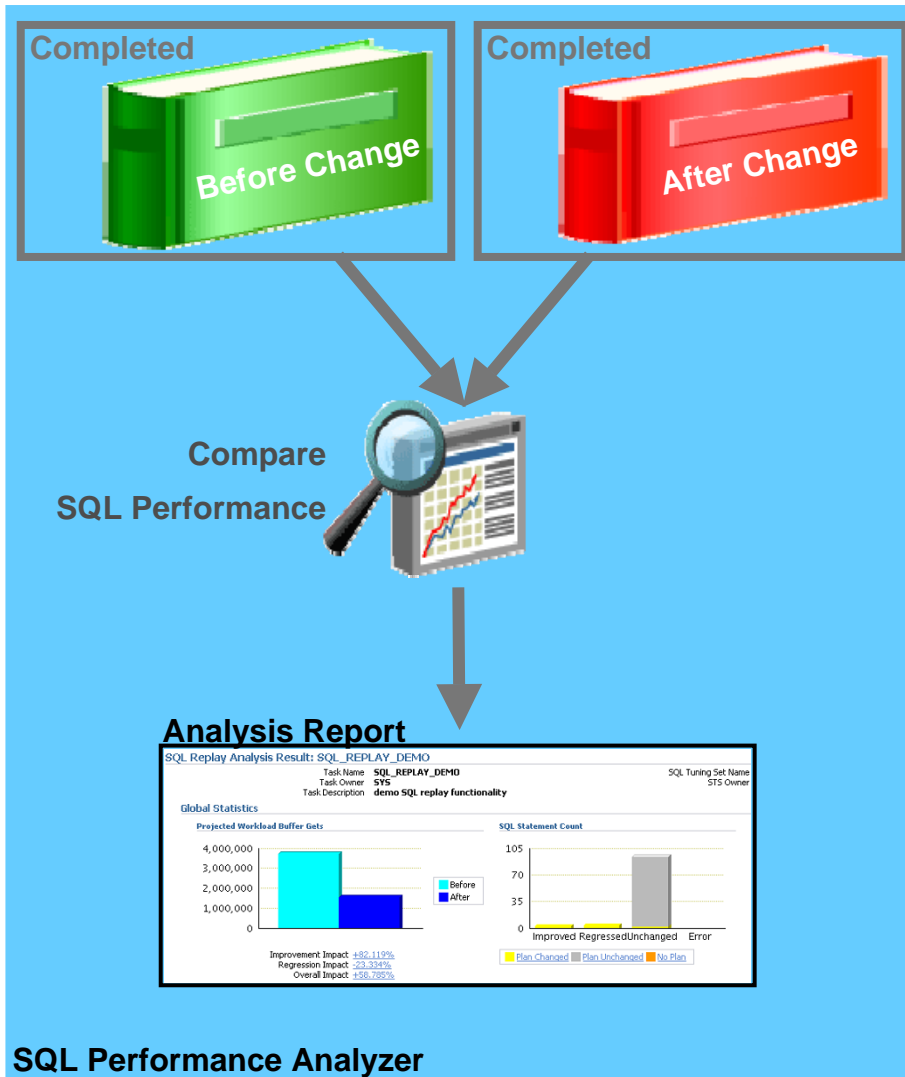 Completed
Completed
Before Change
After Change
Compare
SQL Performance
Analysis Report
SQL Replay Analysis Result: SQL_REPLAY_DEMO
Task Name SQL_REPLAY_DEMO
SQL Tuning Set Name
Task Owner SYS
STS Owner
Task Description demo SQL replay functionality
Global Statistics
Projected Workload Buffer Gets
SQL Statement Count
4,000,000
3,000,000
2,000,000
1,000,000
0
Before
After
105
70
35
0
Improved Regressed Unchanged Error
Improvement Impact +82.119%
Regression Impact -23.334%
Overall Impact +58.785%
Plan Changed Plan Unchanged No Plan
SQL Performance Analyzer